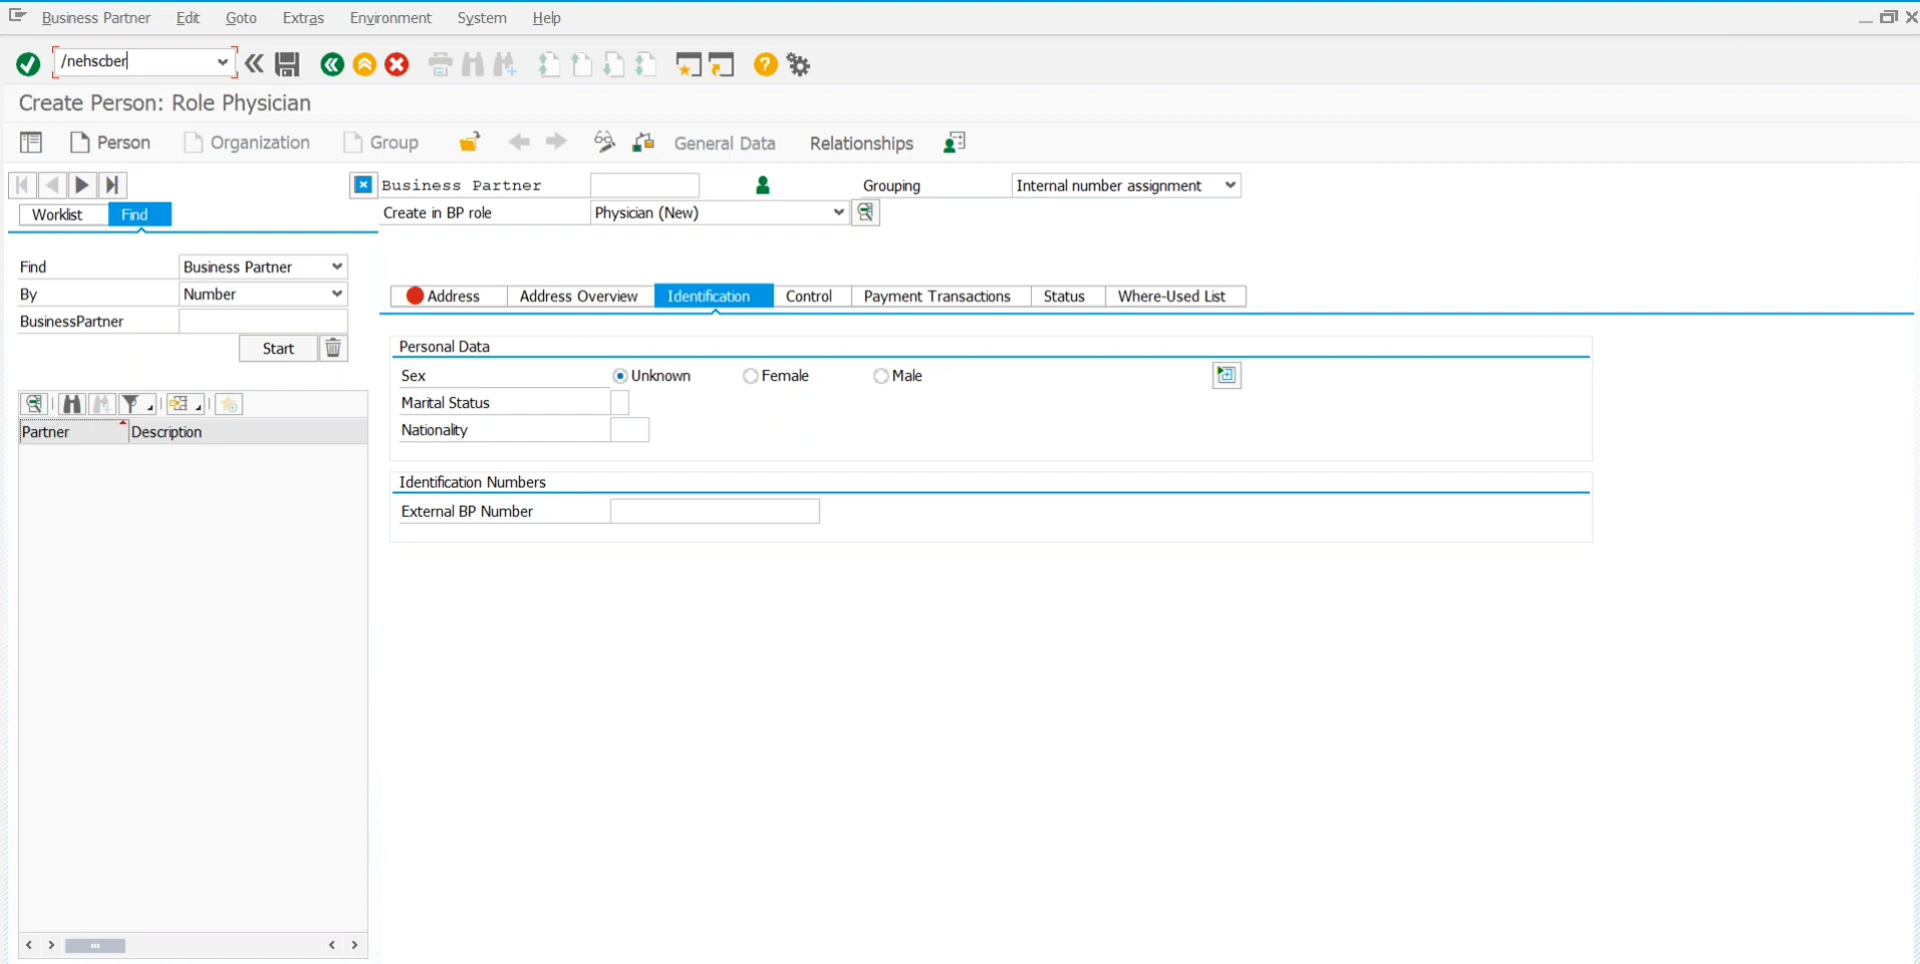 Business Partner Edit Goto Extras Environment System Help
/nehscber
Create Person: Role Physician
Person Organization Group General Data Relationships
Business Partner Grouping Internal number assignment
Worklist Find
Create in BP role Physician (New)
Find Business Partner
By Number
BusinessPartner
Start
Address Address Overview Identification Control Payment Transactions Status Where-Used List
Personal Data
Sex Unknown Female Male
Marital Status
Nationality
Partner Description
Identification Numbers
External BP Number